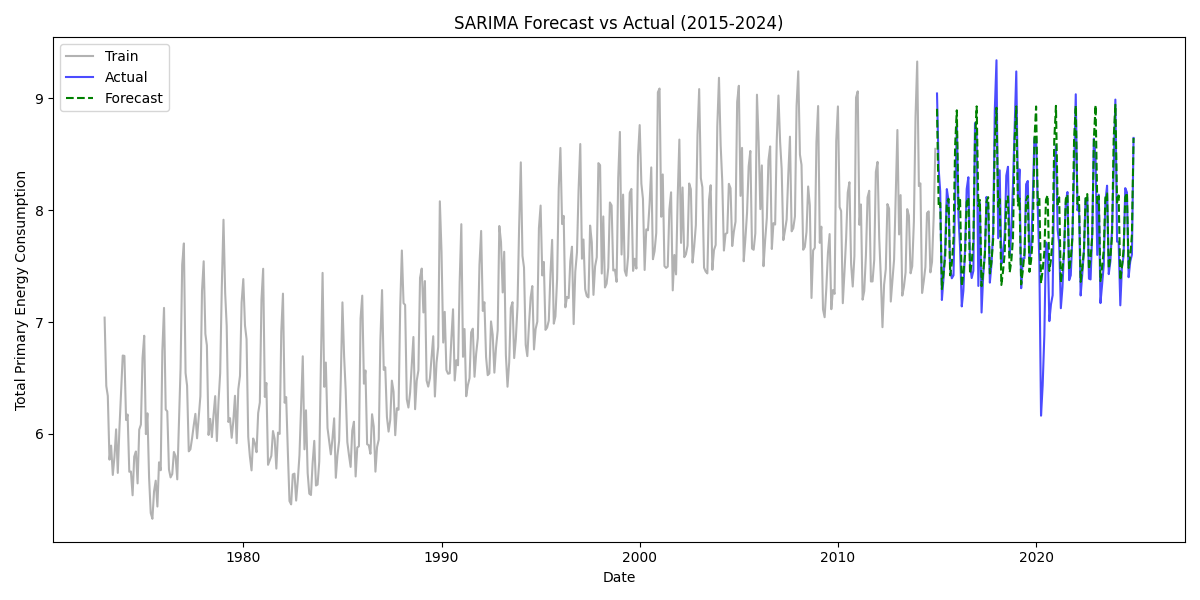 SARIMA Forecast vs Actual (2015-2024)
Train
Actual
Forecast
Total Primary Energy Consumption
9
8
7
6
1980
1990
2000
2010
2020
Date